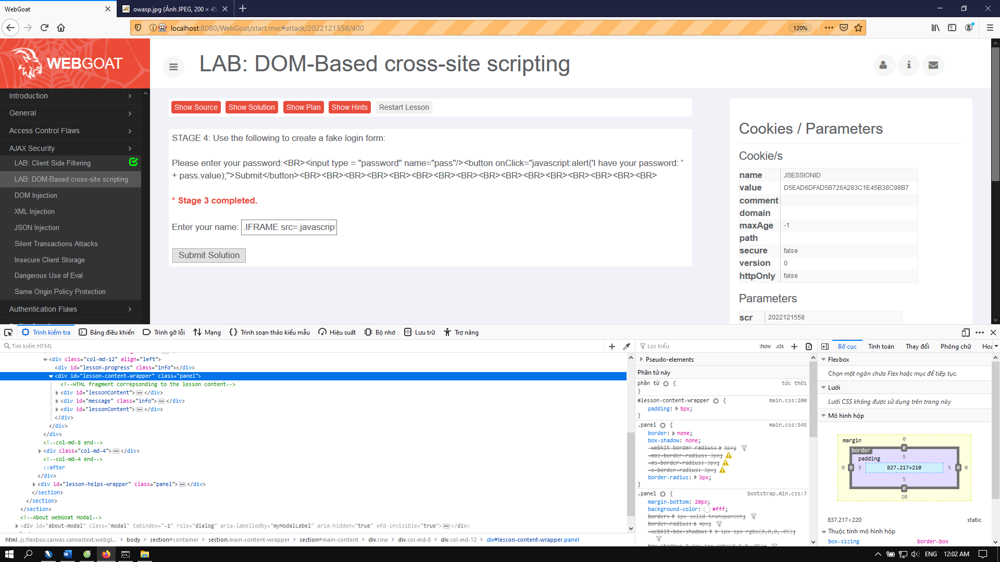 WebGoat
owasp.jpg (Ảnh JPEG, 200 × 45
localhost:8080/WebGoat/start.mvc#attack/2022121558/400
120%
WEBGOAT
LAB: DOM-Based cross-site scripting
Introduction
General
Access Control Flaws
AJAX Security
LAB: Client Side Filtering
LAB: DOM-Based cross-site scripting
DOM Injection
XML Injection
JSON Injection
Silent Transactions Attacks
Insecure Client Storage
Dangerous Use of Eval
Same Origin Policy Protection
Authentication Flaws
Show Source
Show Solution
Show Plan
Show Hints
Restart Lesson
STAGE 4: Use the following to create a fake login form:
Please enter your password:<BR><input type = "password" name="pass"/><button onClick="javascript:alert('I have your password: '
+ pass.value);">Submit</button><BR><BR><BR><BR><BR><BR><BR><BR><BR><BR><BR><BR><BR><BR><BR><BR>
* Stage 3 completed.
Enter your name: .IFRAME src=.javascript
Submit Solution
Cookies / Parameters
Cookie/s
name JSESSIONID
value D5EAD6DFAD5B726A283C1E45B38C98B7
comment
domain
maxAge -1
path
secure false
version 0
httpOnly false
Parameters
scr 2022121558
Trình kiểm tra
Bảng điều khiển
Trình gỡ lỗi
Mạng
Trình soạn thảo kiểu mẫu
Hiệu suất
Bộ nhớ
Lưu trữ
Trợ năng
Tìm kiếm HTML
<div class="col-md-12" align="left">
<div id="lesson-progress" class="info"></div>
<div id="lesson-content-wrapper" class="panel">
<!--HTML fragment correpsonding to the lesson content-->
<div id="lessonContent"></div>
<div id="message" class="info"></div>
<div id="lessonContent"></div>
</div>
</div>
</div>
<!--col-md-8 end-->
<div class="col-md-4"></div>
<!--col-md-4 end-->
::after
</div>
<div id="lesson-helps-wrapper" class="panel"></div>
</section>
</section>
</section>
<!--About WebGoat Modal-->
<div id="about-modal" class="modal" tabindex="-1" role="dialog" aria-labelledby="myModalLabel" aria-hidden="true" wfd-invisible="true"></div>
html.js.flexbox.canvas.canvastext.webgl... > body > section#container > section.main-content-wrapper > section#main-content > div.row > div.col-md-8 > div.col-md-12 > div#lesson-content-wrapper.panel
Lọc kiểu
:hov .cls
Pseudo-elements
Phần tử này
phần tử { tức thời
}
#lesson-content-wrapper { main.css:200
padding: 5px;
}
.panel { main.css:545
border: none;
box-shadow: none;
-webkit-border-radius: 3px;
-moz-border-radius: 3px;
-ms-border-radius: 3px;
-o-border-radius: 3px;
border-radius: 3px;
}
.panel { bootstrap.min.css:7
margin-bottom: 20px;
background-color: #fff;
border: 1px solid transparent;
border-radius: 4px;
-webkit-box-shadow: 0 1px 1px rgba(0,0,0,.05);
box-shadow: 0 1px 1px rgba(0,0,0,.05);
Bố cục
Tính toán
Thay đổi
Phông chữ
Flexbox
Chọn một ngăn chứa Flex hoặc mục để tiếp tục.
Lưới
Lưới CSS không được sử dụng trên trang này
Mô hình hộp
margin 0
border 0
padding 5
0 0 5 827.217×210 5 0 0
5
0
20
837.217×220 static
Thuộc tính mô hình hộp
box-sizing border-box
ENG
12:02 AM